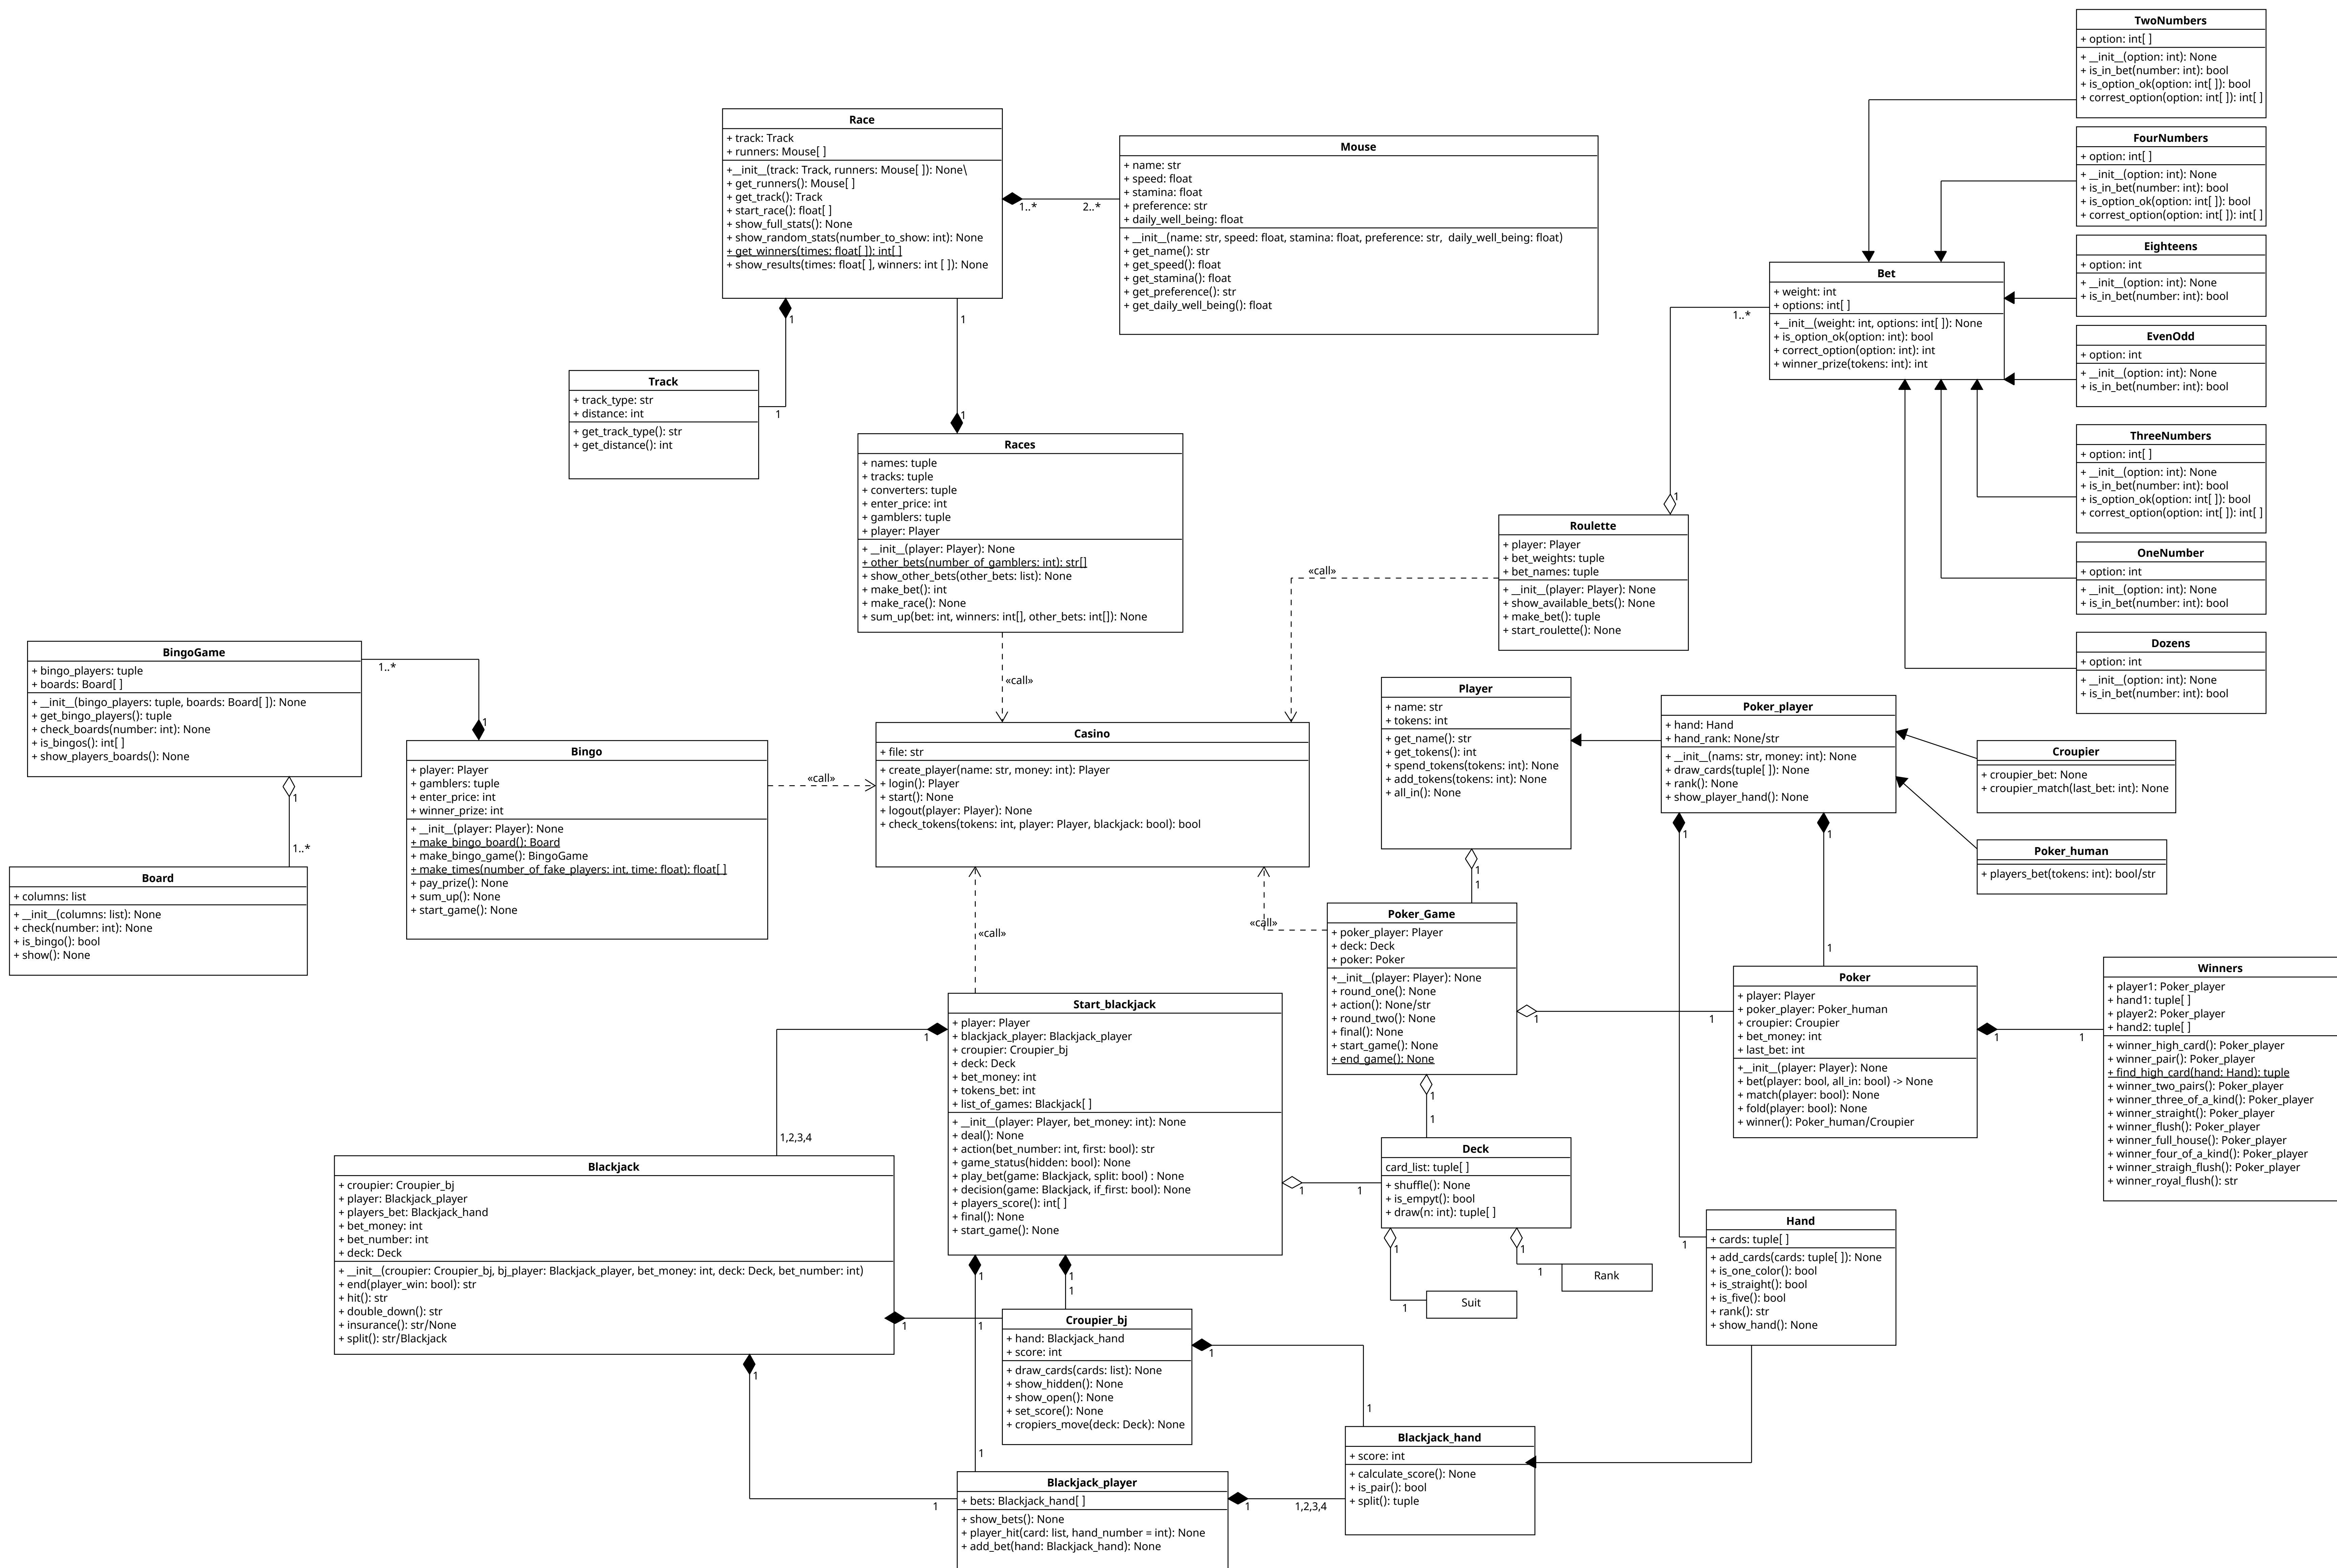 TwoNumbers
+ option: int[ ]
+ __init__(option: int): None
+ is_in_bet(number: int): bool
+ is_option_ok(option: int[ ]): bool
+ correst_option(option: int[ ]): int[ ]
FourNumbers
+ option: int[ ]
+ __init__(option: int): None
+ is_in_bet(number: int): bool
+ is_option_ok(option: int[ ]): bool
+ correst_option(option: int[ ]): int[ ]
Eighteens
+ option: int
+ __init__(option: int): None
+ is_in_bet(number: int): bool
EvenOdd
+ option: int
+ __init__(option: int): None
+ is_in_bet(number: int): bool
ThreeNumbers
+ option: int[ ]
+ __init__(option: int): None
+ is_in_bet(number: int): bool
+ is_option_ok(option: int[ ]): bool
+ correst_option(option: int[ ]): int[ ]
OneNumber
+ option: int
+ __init__(option: int): None
+ is_in_bet(number: int): bool
Dozens
+ option: int
+ __init__(option: int): None
+ is_in_bet(number: int): bool
Race
+ track: Track
+ runners: Mouse[ ]
+__init__(track: Track, runners: Mouse[ ]): None\
+ get_runners(): Mouse[ ]
+ get_track(): Track
+ start_race(): float[ ]
+ show_full_stats(): None
+ show_random_stats(number_to_show: int): None
+ get_winners(times: float[ ]): int[ ]
+ show_results(times: float[ ], winners: int [ ]): None
1..*
2..*
1
1
Mouse
+ name: str
+ speed: float
+ stamina: float
+ preference: str
+ daily_well_being: float
+ __init__(name: str, speed: float, stamina: float, preference: str,  daily_well_being: float)
+ get_name(): str
+ get_speed(): float
+ get_stamina(): float
+ get_preference(): str
+ get_daily_well_being(): float
Bet
+ weight: int
+ options: int[ ]
+__init__(weight: int, options: int[ ]): None
+ is_option_ok(option: int): bool
+ correct_option(option: int): int
+ winner_prize(tokens: int): int
1..*
1
Track
+ track_type: str
+ distance: int
+ get_track_type(): str
+ get_distance(): int
1
1
Races
+ names: tuple
+ tracks: tuple
+ converters: tuple
+ enter_price: int
+ gamblers: tuple
+ player: Player
+ __init__(player: Player): None
+ other_bets(number_of_gamblers: int): str[]
+ show_other_bets(other_bets: list): None
+ make_bet(): int
+ make_race(): None
+ sum_up(bet: int, winners: int[], other_bets: int[]): None
«call»
Roulette
+ player: Player
+ bet_weights: tuple
+ bet_names: tuple
+ __init__(player: Player): None
+ show_available_bets(): None
+ make_bet(): tuple
+ start_roulette(): None
«call»
BingoGame
+ bingo_players: tuple
+ boards: Board[ ]
+ __init__(bingo_players: tuple, boards: Board[ ]): None
+ get_bingo_players(): tuple
+ check_boards(number: int): None
+ is_bingos(): int[ ]
+ show_players_boards(): None
1..*
1
1
1..*
Board
+ columns: list
+ __init__(columns: list): None
+ check(number: int): None
+ is_bingo(): bool
+ show(): None
Bingo
+ player: Player
+ gamblers: tuple
+ enter_price: int
+ winner_prize: int
+ __init__(player: Player): None
+ make_bingo_board(): Board
+ make_bingo_game(): BingoGame
+ make_times(number_of_fake_players: int, time: float): float[ ]
+ pay_prize(): None
+ sum_up(): None
+ start_game(): None
«call»
Casino
+ file: str
+ create_player(name: str, money: int): Player
+ login(): Player
+ start(): None
+ logout(player: Player): None
+ check_tokens(tokens: int, player: Player, blackjack: bool): bool
«call»
«call»
Player
+ name: str
+ tokens: int
+ get_name(): str
+ get_tokens(): int
+ spend_tokens(tokens: int): None
+ add_tokens(tokens: int): None
+ all_in(): None
1
1
Poker_player
+ hand: Hand
+ hand_rank: None/str
+ __init__(nams: str, money: int): None
+ draw_cards(tuple[ ]): None
+ rank(): None
+ show_player_hand(): None
1
1
1
1
Croupier
+ croupier_bet: None
+ croupier_match(last_bet: int): None
Poker_human
+ players_bet(tokens: int): bool/str
Poker_Game
+ poker_player: Player
+ deck: Deck
+ poker: Poker
+__init__(player: Player): None
+ round_one(): None
+ action(): None/str
+ round_two(): None
+ final(): None
+ start_game(): None
+ end_game(): None
1
1
1
1
Poker
+ player: Player
+ poker_player: Poker_human
+ croupier: Croupier
+ bet_money: int
+ last_bet: int
+__init__(player: Player): None
+ bet(player: bool, all_in: bool) -> None
+ match(player: bool): None
+ fold(player: bool): None
+ winner(): Poker_human/Croupier
1
1
Winners
+ player1: Poker_player
+ hand1: tuple[ ]
+ player2: Poker_player
+ hand2: tuple[ ]
+ winner_high_card(): Poker_player
+ winner_pair(): Poker_player
+ find_high_card(hand: Hand): tuple
+ winner_two_pairs(): Poker_player
+ winner_three_of_a_kind(): Poker_player
+ winner_straight(): Poker_player
+ winner_flush(): Poker_player
+ winner_full_house(): Poker_player
+ winner_four_of_a_kind(): Poker_player
+ winner_straigh_flush(): Poker_player
+ winner_royal_flush(): str
Start_blackjack
+ player: Player
+ blackjack_player: Blackjack_player
+ croupier: Croupier_bj
+ deck: Deck
+ bet_money: int
+ tokens_bet: int
+ list_of_games: Blackjack[ ]
+ __init__(player: Player, bet_money: int): None
+ deal(): None
+ action(bet_number: int, first: bool): str
+ game_status(hidden: bool): None
+ play_bet(game: Blackjack, split: bool) : None
+ decision(game: Blackjack, if_first: bool): None
+ players_score(): int[ ]
+ final(): None
+ start_game(): None
1
1,2,3,4
1
1
1
1
1
1
Deck
card_list: tuple[ ]
+ shuffle(): None
+ is_empyt(): bool
+ draw(n: int): tuple[ ]
1
1
1
1
Suit
Rank
Blackjack
+ croupier: Croupier_bj
+ player: Blackjack_player
+ players_bet: Blackjack_hand
+ bet_money: int
+ bet_number: int
+ deck: Deck
+ __init__(croupier: Croupier_bj, bj_player: Blackjack_player, bet_money: int, deck: Deck, bet_number: int)
+ end(player_win: bool): str
+ hit(): str
+ double_down(): str
+ insurance(): str/None
+ split(): str/Blackjack
1
1
1
1
Hand
+ cards: tuple[ ]
+ add_cards(cards: tuple[ ]): None
+ is_one_color(): bool
+ is_straight(): bool
+ is_five(): bool
+ rank(): str
+ show_hand(): None
Croupier_bj
+ hand: Blackjack_hand
+ score: int
+ draw_cards(cards: list): None
+ show_hidden(): None
+ show_open(): None
+ set_score(): None
+ cropiers_move(deck: Deck): None
1
1
Blackjack_hand
+ score: int
+ calculate_score(): None
+ is_pair(): bool
+ split(): tuple
Blackjack_player
+ bets: Blackjack_hand[ ]
+ show_bets(): None
+ player_hit(card: list, hand_number = int): None
+ add_bet(hand: Blackjack_hand): None
1
1,2,3,4